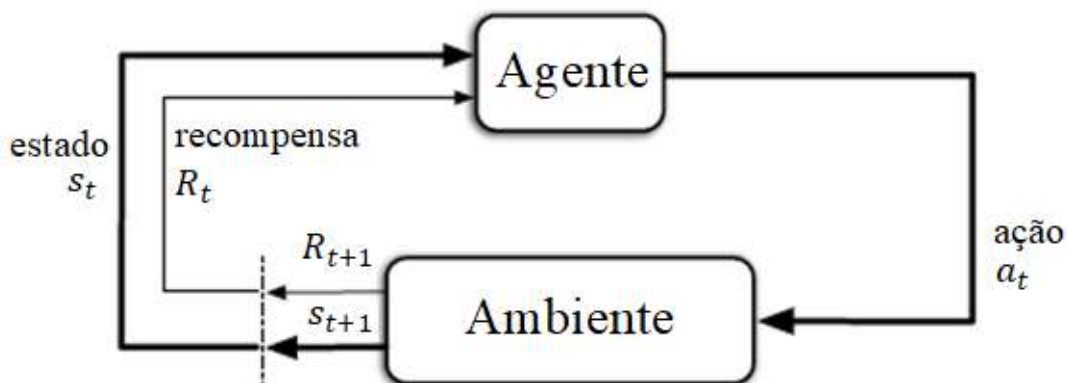 Agente
recompensa
R_t
estado
s_t
R_{t+1}
s_{t+1}
Ambiente
ação
a_t